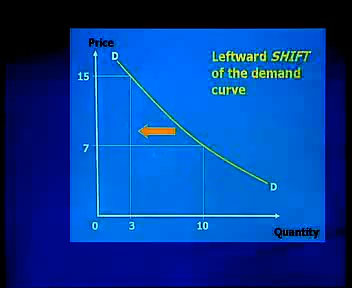 Price
D
Leftward SHIFT
of the demand
curve
15
7
D
0 3 10
Quantity